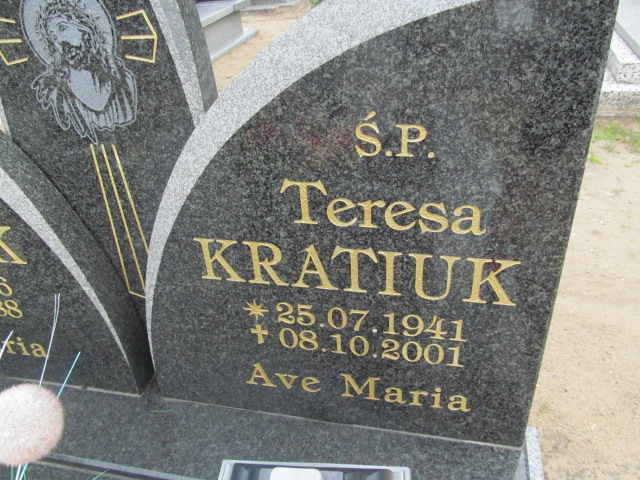 Ś.P.
Teresa
KRATIUK
* 25.07.1941
✝ 08.10.2001
Ave Maria